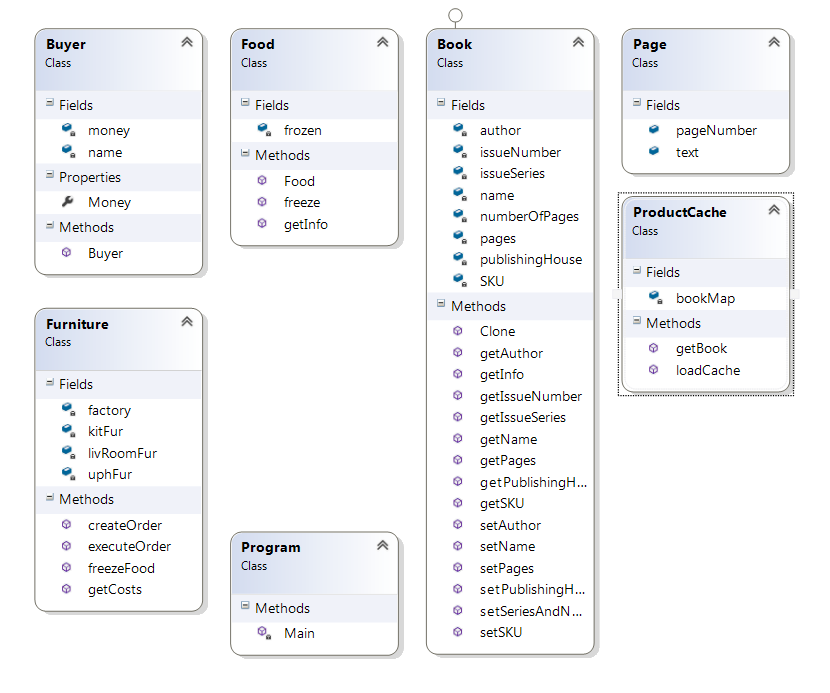 Buyer
Class
Fields
money
name
Properties
Money
Methods
Buyer
Furniture
Class
Fields
factory
kitFur
livRoomFur
uphFur
Methods
createOrder
executeOrder
freezeFood
getCosts
Food
Class
Fields
frozen
Methods
Food
freeze
getInfo
Program
Class
Methods
Main
Book
Class
Fields
author
issueNumber
issueSeries
name
numberOfPages
pages
publishingHouse
SKU
Methods
Clone
getAuthor
getInfo
getIssueNumber
getIssueSeries
getName
getPages
getPublishingH...
getSKU
setAuthor
setName
setPages
setPublishingH...
setSeriesAndN...
setSKU
Page
Class
Fields
pageNumber
text
ProductCache
Class
Fields
bookMap
Methods
getBook
loadCache